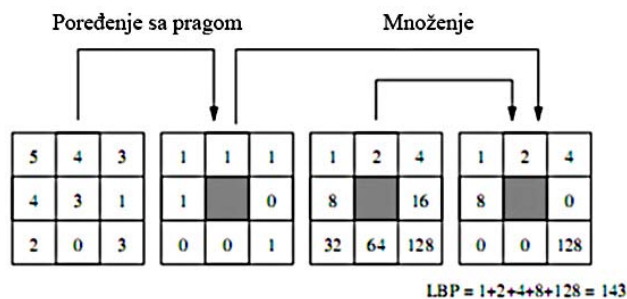 Poređenje sa pragom Množenje
5 4 3 1 1 1 1 2 4 1 2 4
4 3 1 1 0 8 16 8 0
2 0 3 0 0 1 32 64 128 0 0 128
LBP = 1+2+4+8+128 = 143